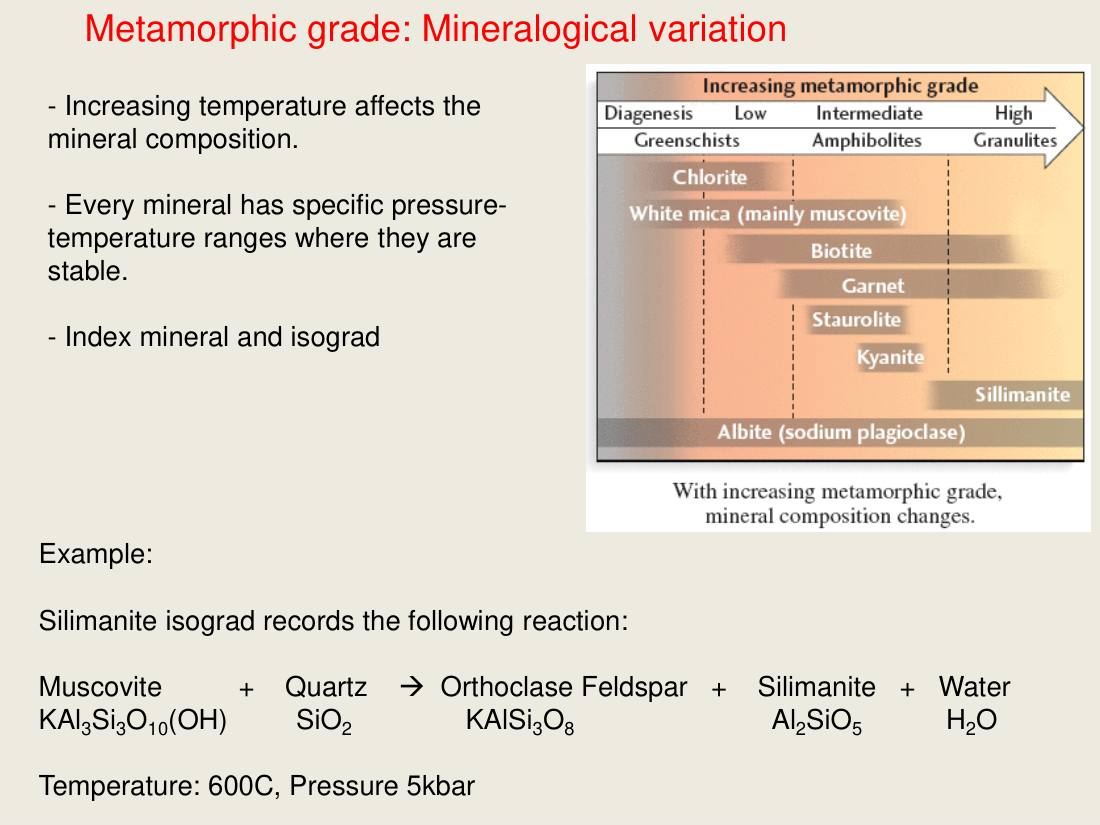 Metamorphic grade: Mineralogical variation
- Increasing temperature affects the
mineral composition.
- Every mineral has specific pressure-
temperature ranges where they are
stable.
- Index mineral and isograd
Increasing metamorphic grade
Diagenesis Low Intermediate High
Greenschists Amphibolites Granulites
Chlorite
White mica (mainly muscovite)
Biotite
Garnet
Staurolite
Kyanite
Sillimanite
Albite (sodium plagioclase)
With increasing metamorphic grade,
mineral composition changes.
Example:
Silimanite isograd records the following reaction:
Muscovite + Quartz → Orthoclase Feldspar + Silimanite + Water
KAl₃Si₃O₁₀(OH) SiO₂ KAlSi₃O₈ Al₂SiO₅ H₂O
Temperature: 600C, Pressure 5kbar